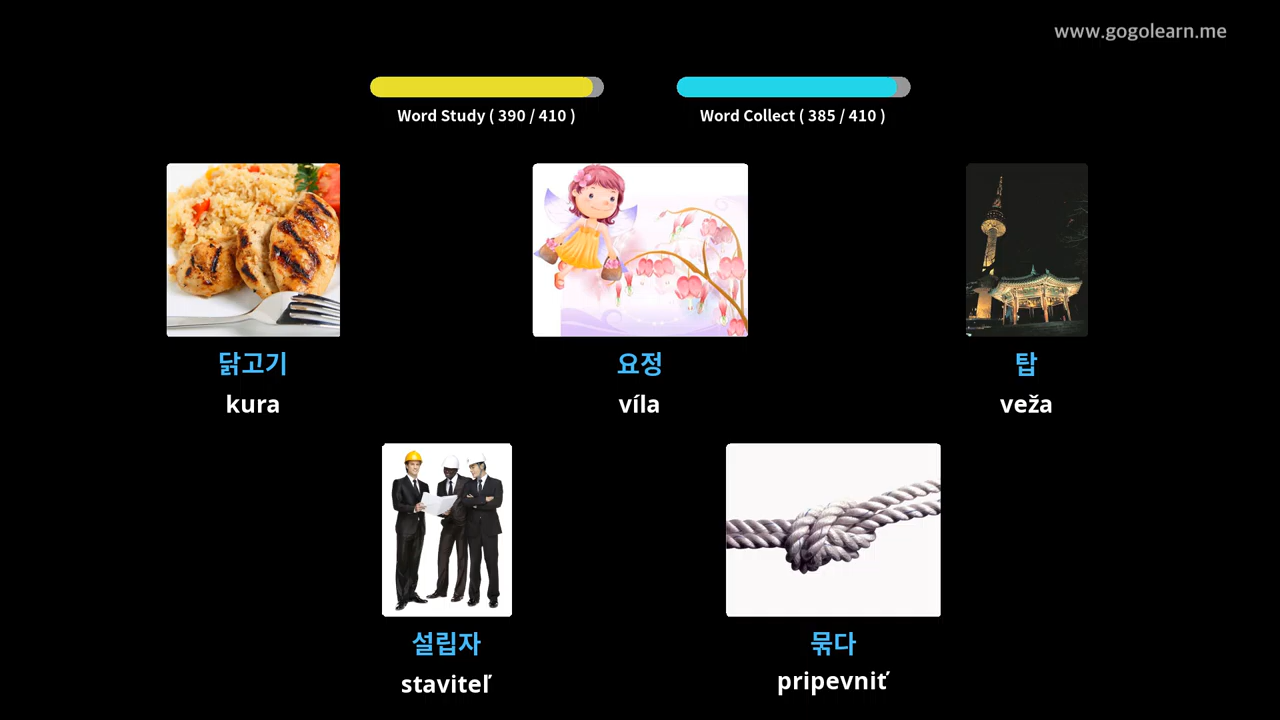 www.gogolearn.me
Word Study ( 390 / 410 )
Word Collect ( 385 / 410 )
닭고기
kura
요정
víla
탑
veža
설립자
staviteľ
묶다
pripevniť